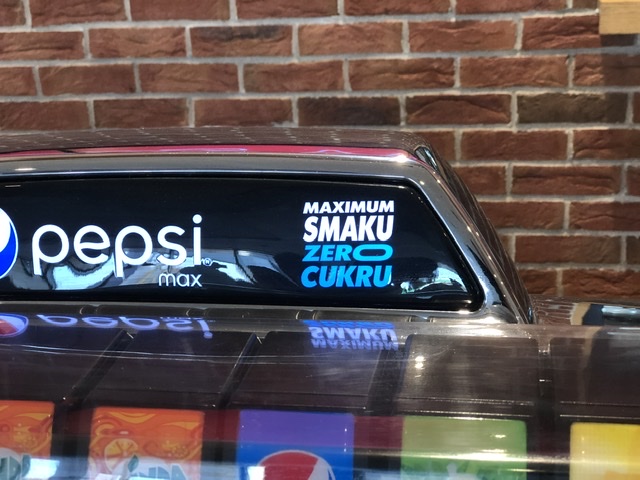 pepsi®
max
MAXIMUM
SMAKU
ZERO
CUKRU